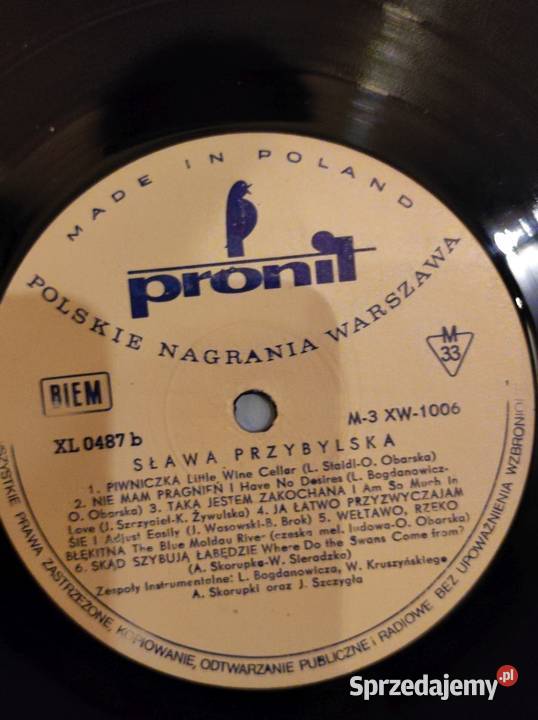 MADE IN POLAND
pronit
POLSKIE NAGRANIA WARSZAWA
BIEM
M
33
XL 0487 b
M-3 XW-1006
SŁAWA PRZYBYLSKA
1. PIWNICZKA Little Wine Cellar (L. Staidl-O. Obarska)
2. NIE MAM PRAGNIEŃ I Have No Desires (L. Bogdanowicz-
O. Obarska) 3. TAKA JESTEM ZAKOCHANA I Am So Much In
Love (J. Szczygieł-K. Żywulska) 4. JA ŁATWO PRZYZWYCZAJAM
SIĘ I Adjust Easily (J. Wasowski-B. Brok) 5. WEŁTAWO, RZEKO
BŁĘKITNA The Blue Moldau River (czeska mel. ludowa-O. Obarska)
6. SKĄD SZYBUJĄ ŁABĘDZIE Where Do the Swans Come from?
(A. Skorupka-W. Sieradzka)
Zespoły Instrumentalne: L. Bogdanowicza, W. Kruszyńskiego
A. Skorupki oraz J. Szczygła
WSZYSTKIE PRAWA ZASTRZEŻONE, KOPIOWANIE, ODTWARZANIE PUBLICZNE i RADIOWE BEZ UPOWAŻNIENIA WZBRONIONE
Sprzedajemy.pl